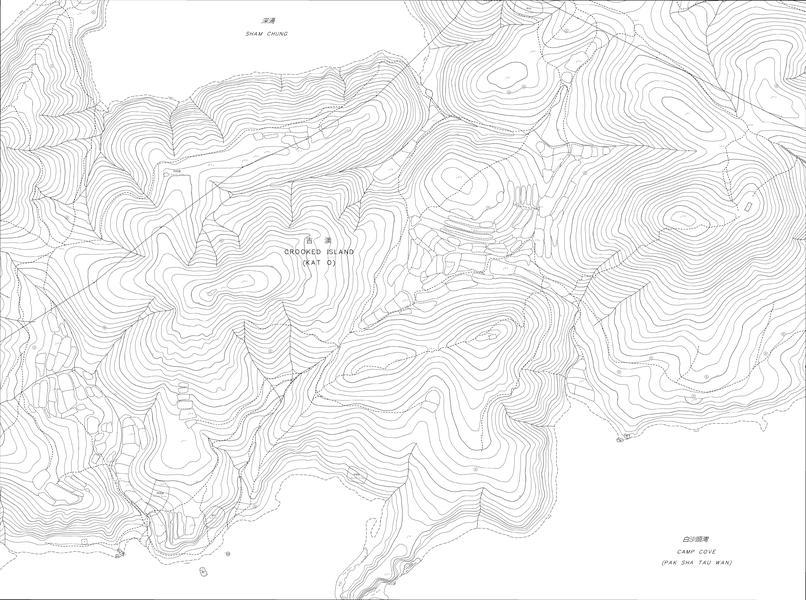 深涌
SHAM CHUNG
吉澳
CROOKED ISLAND
(KAT O)
白沙頭灣
CAMP COVE
(PAK SHA TAU WAN)